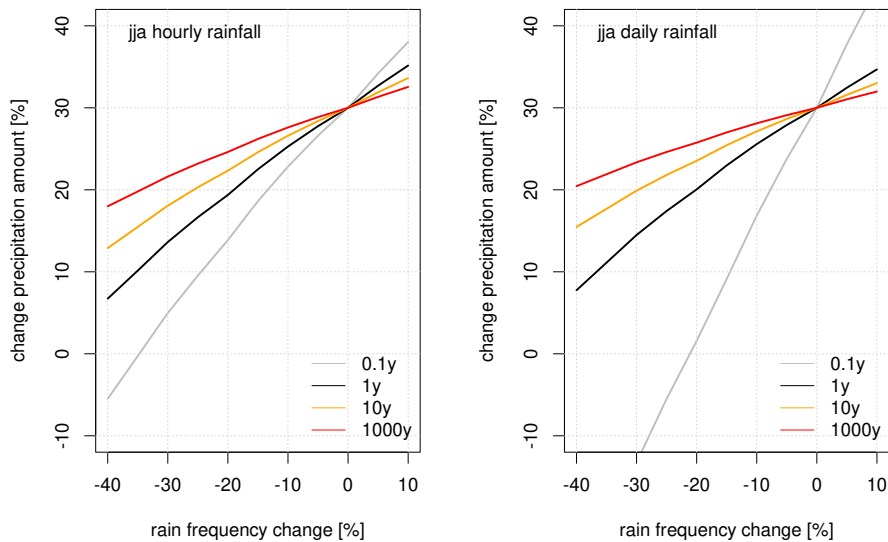 jja hourly rainfall
change precipitation amount [%]
40
30
20
10
0
-10
0.1y
1y
10y
1000y
-40
-30
-20
-10
0
10
rain frequency change [%]
jja daily rainfall
change precipitation amount [%]
40
30
20
10
0
-10
0.1y
1y
10y
1000y
-40
-30
-20
-10
0
10
rain frequency change [%]